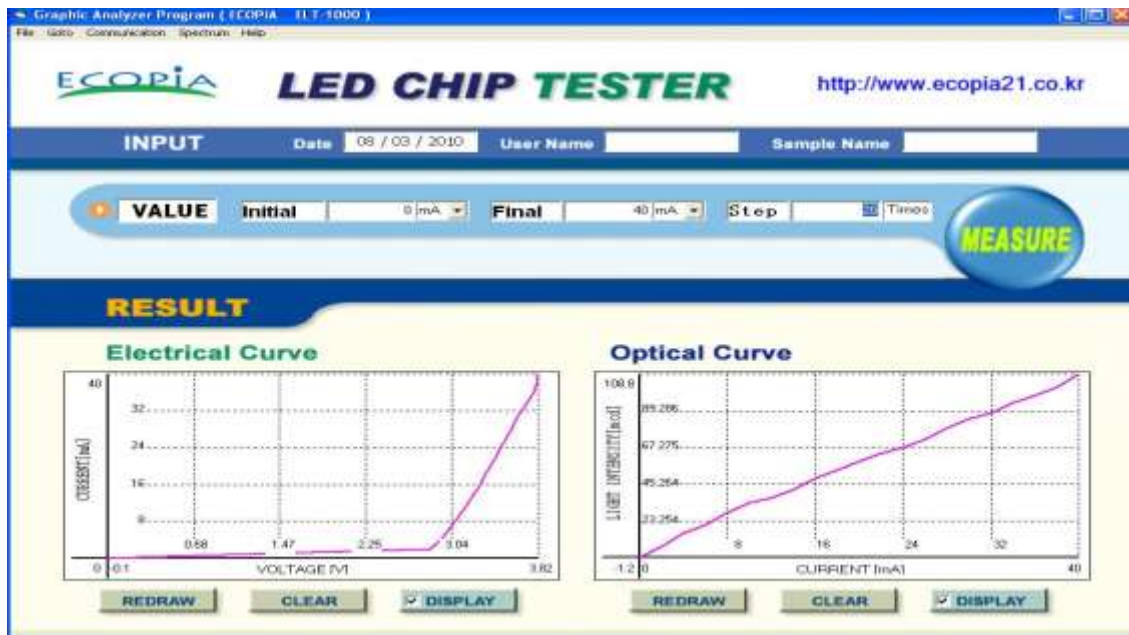 Graphic Analyzer Program ( ECOPIA ELT-1000 )
File Goto Communication Spectrum Help
ECOPIA LED CHIP TESTER http://www.ecopia21.co.kr
INPUT Date 08 / 03 / 2010 User Name Sample Name
VALUE Initial 0 mA Final 40 mA Step 20 Times
MEASURE
RESULT
Electrical Curve
40
32
24
16
8
CURRENT [mA]
0.68 1.47 2.25 3.04
0 -0.1 VOLTAGE [V] 3.82
REDRAW CLEAR DISPLAY
Optical Curve
108.8
89.286
67.275
45.264
23.254
LIGHT INTENSITY[mcd]
8 16 24 32
-1.2 0 CURRENT [mA] 40
REDRAW CLEAR DISPLAY